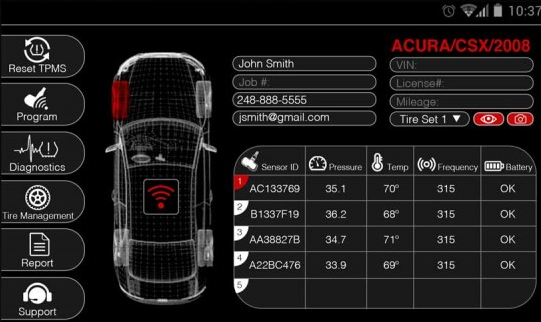 10:37
Reset TPMS
Program
Diagnostics
Tire Management
Report
Support
John Smith
Job #:
248-888-5555
jsmith@gmail.com
ACURA/CSX/2008
VIN:
License#:
Mileage:
Tire Set 1
Sensor ID Pressure Temp Frequency Battery
1 AC133769 35.1 70° 315 OK
2 B1337F19 36.2 68° 315 OK
3 AA38827B 34.7 71° 315 OK
4 A22BC476 33.9 69° 315 OK
5